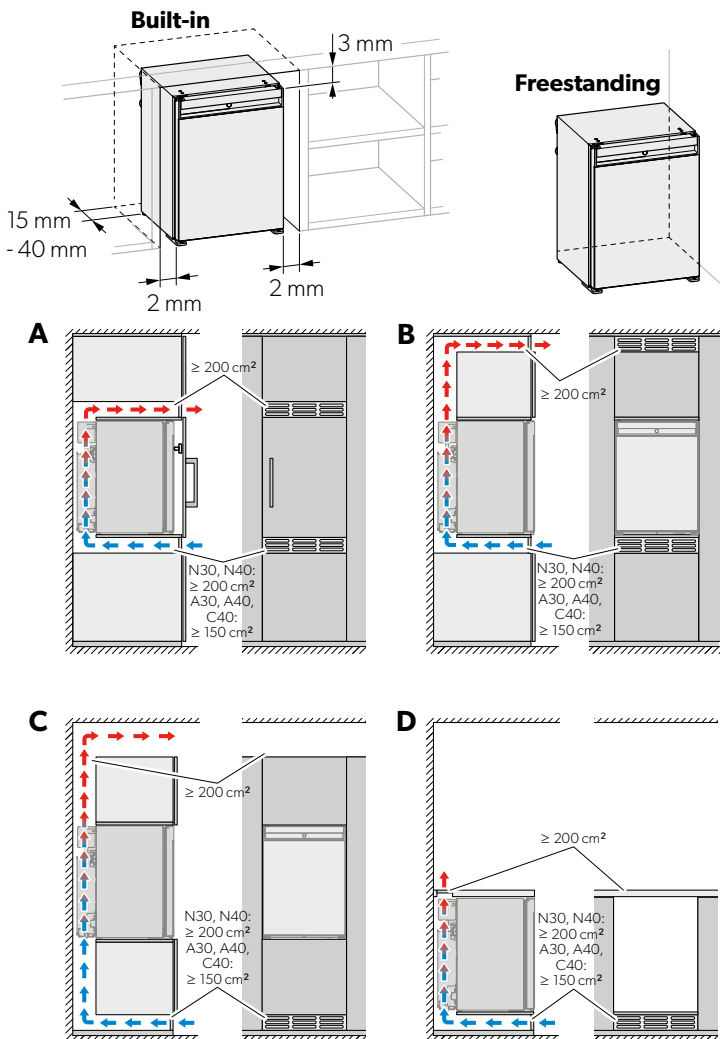 Built-in
3 mm
Freestanding
15 mm
- 40 mm
2 mm
2 mm
A
≥ 200 cm²
N30, N40:
≥ 200 cm²
A30, A40,
C40:
≥ 150 cm²
B
≥ 200 cm²
N30, N40:
≥ 200 cm²
A30, A40,
C40:
≥ 150 cm²
C
≥ 200 cm²
N30, N40:
≥ 200 cm²
A30, A40,
C40:
≥ 150 cm²
D
≥ 200 cm²
N30, N40:
≥ 200 cm²
A30, A40,
C40:
≥ 150 cm²